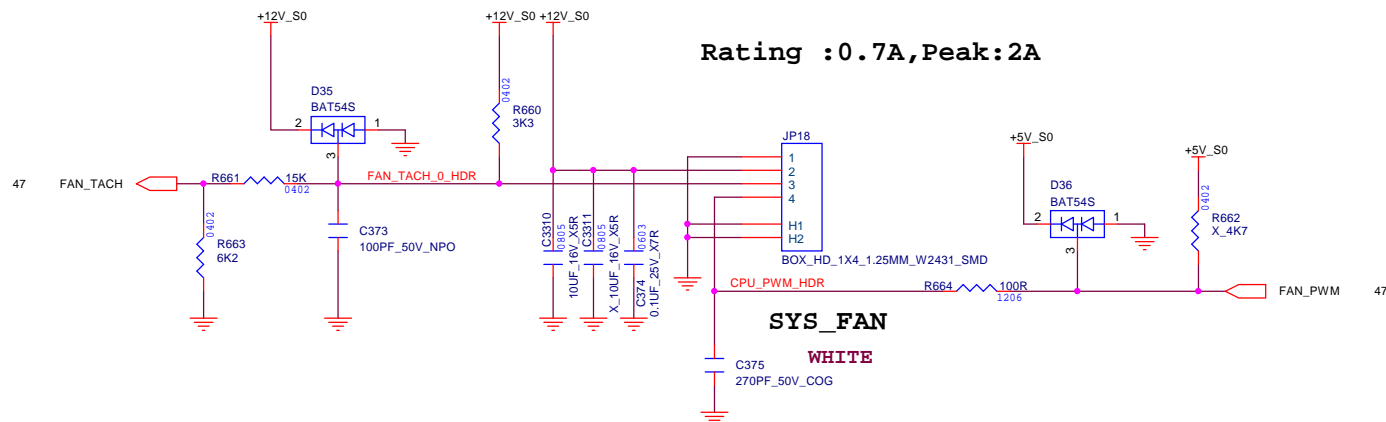 +12V_S0
+12V_S0
+12V_S0
Rating :0.7A,Peak:2A
D35
BAT54S
2
1
3
0402
R660
3K3
JP18
1
2
3
4
H1
H2
BOX_HD_1X4_1.25MM_W2431_SMD
+5V_S0
+5V_S0
D36
BAT54S
2
1
3
0402
R662
X_4K7
47
FAN_TACH
R661
15K
0402
FAN_TACH_0_HDR
0402
R663
6K2
C373
100PF_50V_NPO
C3310
0805
10UF_16V_X5R
C3311
0805
X_10UF_16V_X5R
0603
C374
0.1UF_25V_X7R
CPU_PWM_HDR
R664
100R
1206
FAN_PWM
47
SYS_FAN
WHITE
C375
270PF_50V_COG